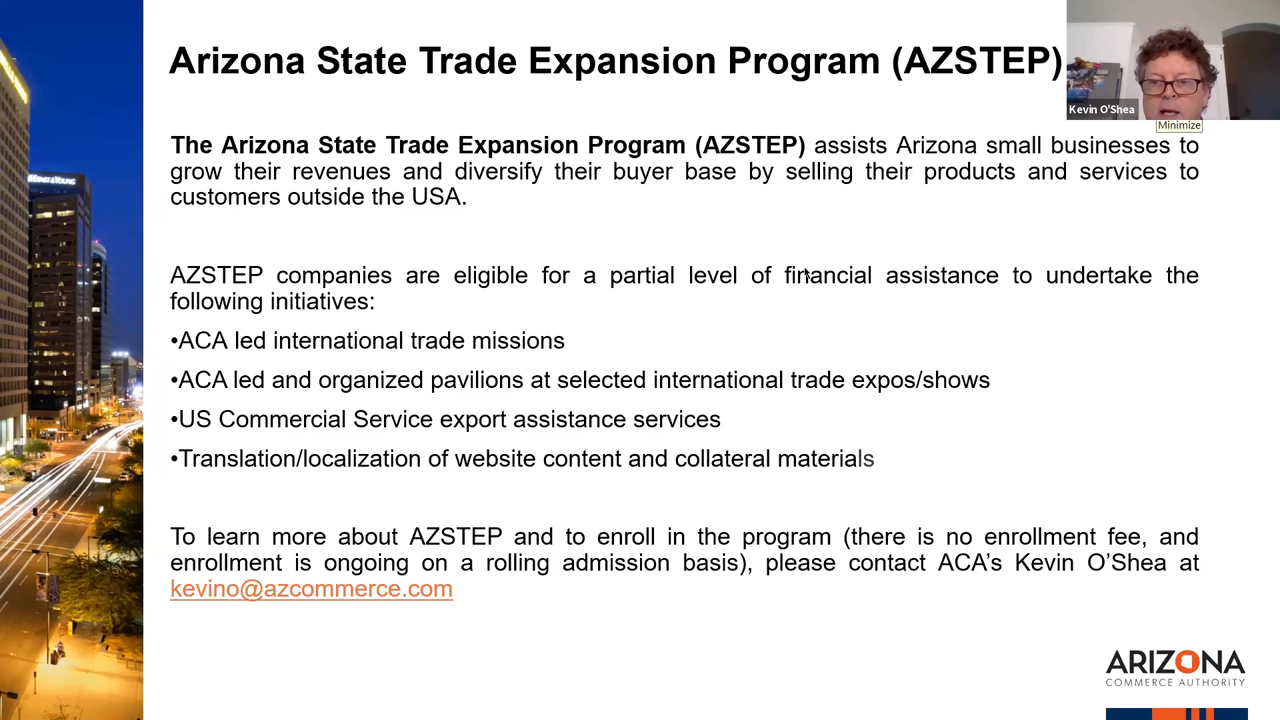 Arizona State Trade Expansion Program (AZSTEP)
Kevin O'Shea
Minimize
The Arizona State Trade Expansion Program (AZSTEP) assists Arizona small businesses to
grow their revenues and diversify their buyer base by selling their products and services to
customers outside the USA.
ERNST & YOUNG
AZSTEP companies are eligible for a partial level of financial assistance to undertake the
following initiatives:
•ACA led international trade missions
•ACA led and organized pavilions at selected international trade expos/shows
•US Commercial Service export assistance services
•Translation/localization of website content and collateral materials
To learn more about AZSTEP and to enroll in the program (there is no enrollment fee, and
enrollment is ongoing on a rolling admission basis), please contact ACA’s Kevin O’Shea at
kevino@azcommerce.com
ARIZONA
COMMERCE AUTHORITY